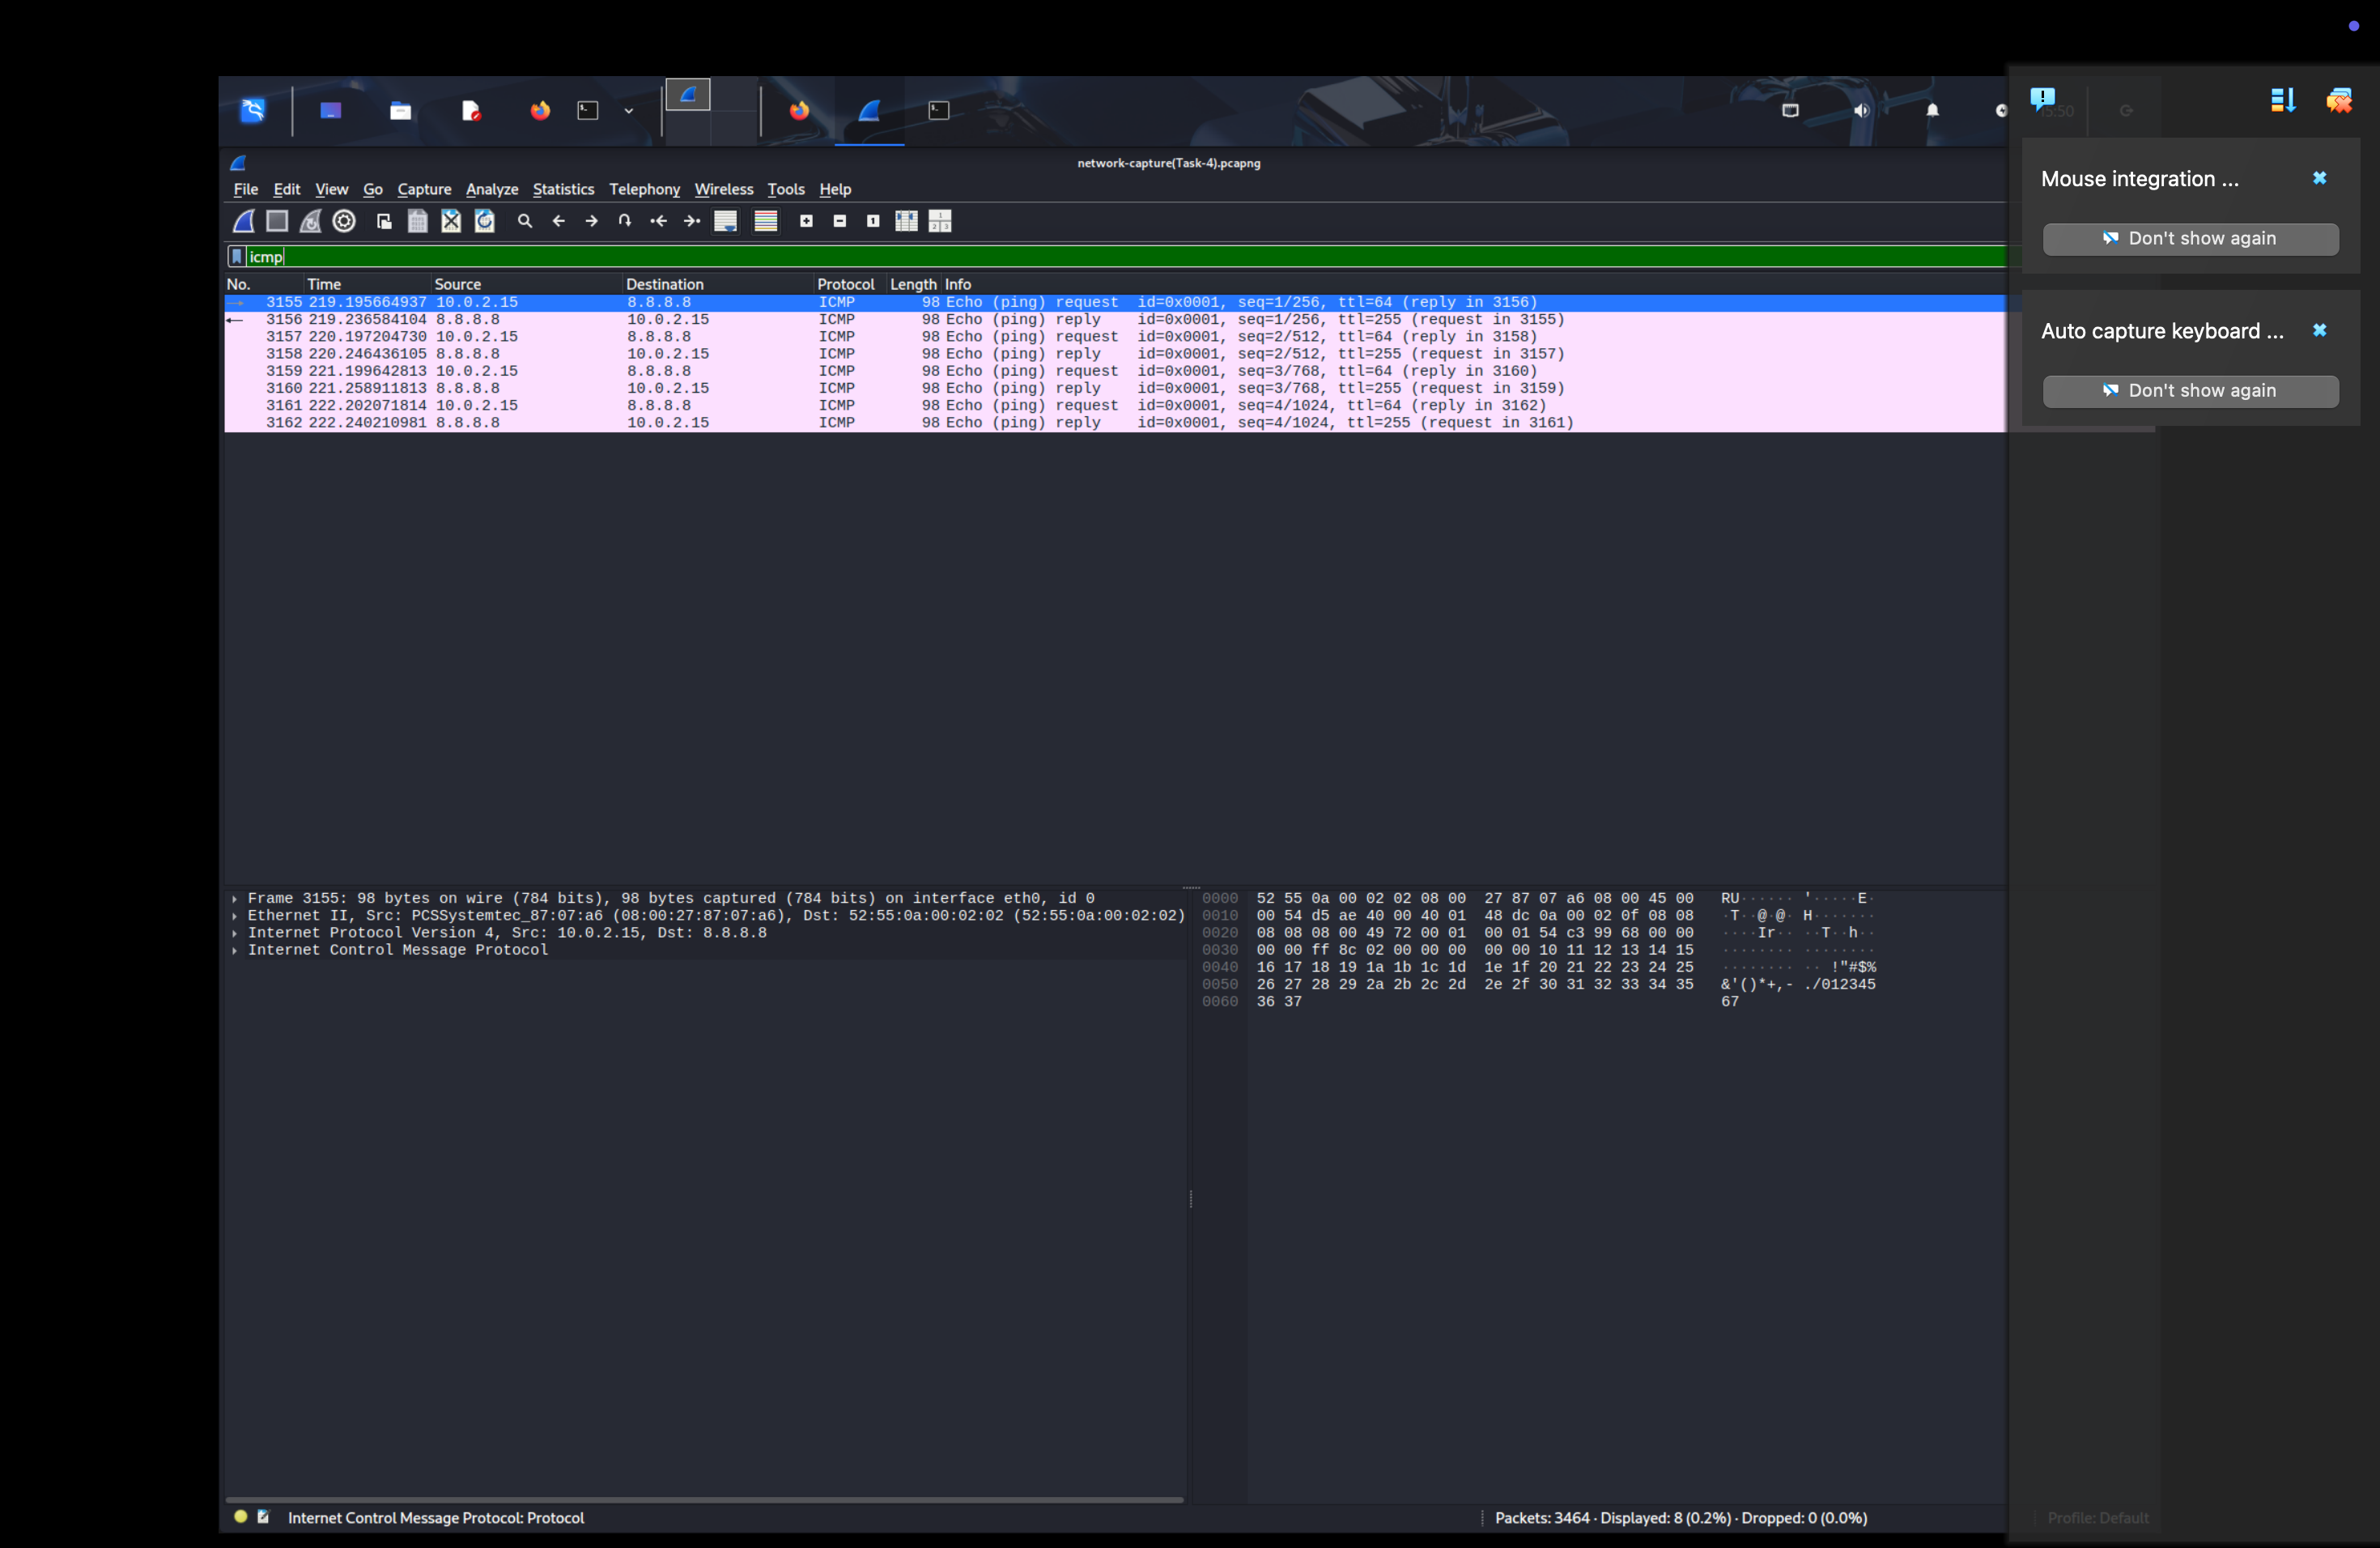 15:50
network-capture(Task-4).pcapng
Mouse integration ...
File Edit View Go Capture Analyze Statistics Telephony Wireless Tools Help
Don't show again
icmp
No. Time Source Destination Protocol Length Info
3155 219.195664937 10.0.2.15 8.8.8.8 ICMP 98 Echo (ping) request id=0x0001, seq=1/256, ttl=64 (reply in 3156)
3156 219.236584104 8.8.8.8 10.0.2.15 ICMP 98 Echo (ping) reply id=0x0001, seq=1/256, ttl=255 (request in 3155)
3157 220.197204730 10.0.2.15 8.8.8.8 ICMP 98 Echo (ping) request id=0x0001, seq=2/512, ttl=64 (reply in 3158)
3158 220.246436105 8.8.8.8 10.0.2.15 ICMP 98 Echo (ping) reply id=0x0001, seq=2/512, ttl=255 (request in 3157)
3159 221.199642813 10.0.2.15 8.8.8.8 ICMP 98 Echo (ping) request id=0x0001, seq=3/768, ttl=64 (reply in 3160)
3160 221.258911813 8.8.8.8 10.0.2.15 ICMP 98 Echo (ping) reply id=0x0001, seq=3/768, ttl=255 (request in 3159)
3161 222.202071814 10.0.2.15 8.8.8.8 ICMP 98 Echo (ping) request id=0x0001, seq=4/1024, ttl=64 (reply in 3162)
3162 222.240210981 8.8.8.8 10.0.2.15 ICMP 98 Echo (ping) reply id=0x0001, seq=4/1024, ttl=255 (request in 3161)
Auto capture keyboard ...
Don't show again
Frame 3155: 98 bytes on wire (784 bits), 98 bytes captured (784 bits) on interface eth0, id 0
Ethernet II, Src: PCSSystemtec_87:07:a6 (08:00:27:87:07:a6), Dst: 52:55:0a:00:02:02 (52:55:0a:00:02:02)
Internet Protocol Version 4, Src: 10.0.2.15, Dst: 8.8.8.8
Internet Control Message Protocol
0000 52 55 0a 00 02 02 08 00 27 87 07 a6 08 00 45 00 RU······ '·····E·
0010 00 54 d5 ae 40 00 40 01 48 dc 0a 00 02 0f 08 08 ·T··@·@· H·······
0020 08 08 08 00 49 72 00 01 00 01 54 c3 99 68 00 00 ····Ir·· ··T··h··
0030 00 00 ff 8c 02 00 00 00 00 00 10 11 12 13 14 15 ········ ········
0040 16 17 18 19 1a 1b 1c 1d 1e 1f 20 21 22 23 24 25 ········ ·· !"#$%
0050 26 27 28 29 2a 2b 2c 2d 2e 2f 30 31 32 33 34 35 &'()*+,- ./012345
0060 36 37 67
Internet Control Message Protocol: Protocol
Packets: 3464 · Displayed: 8 (0.2%) · Dropped: 0 (0.0%)
Profile: Default